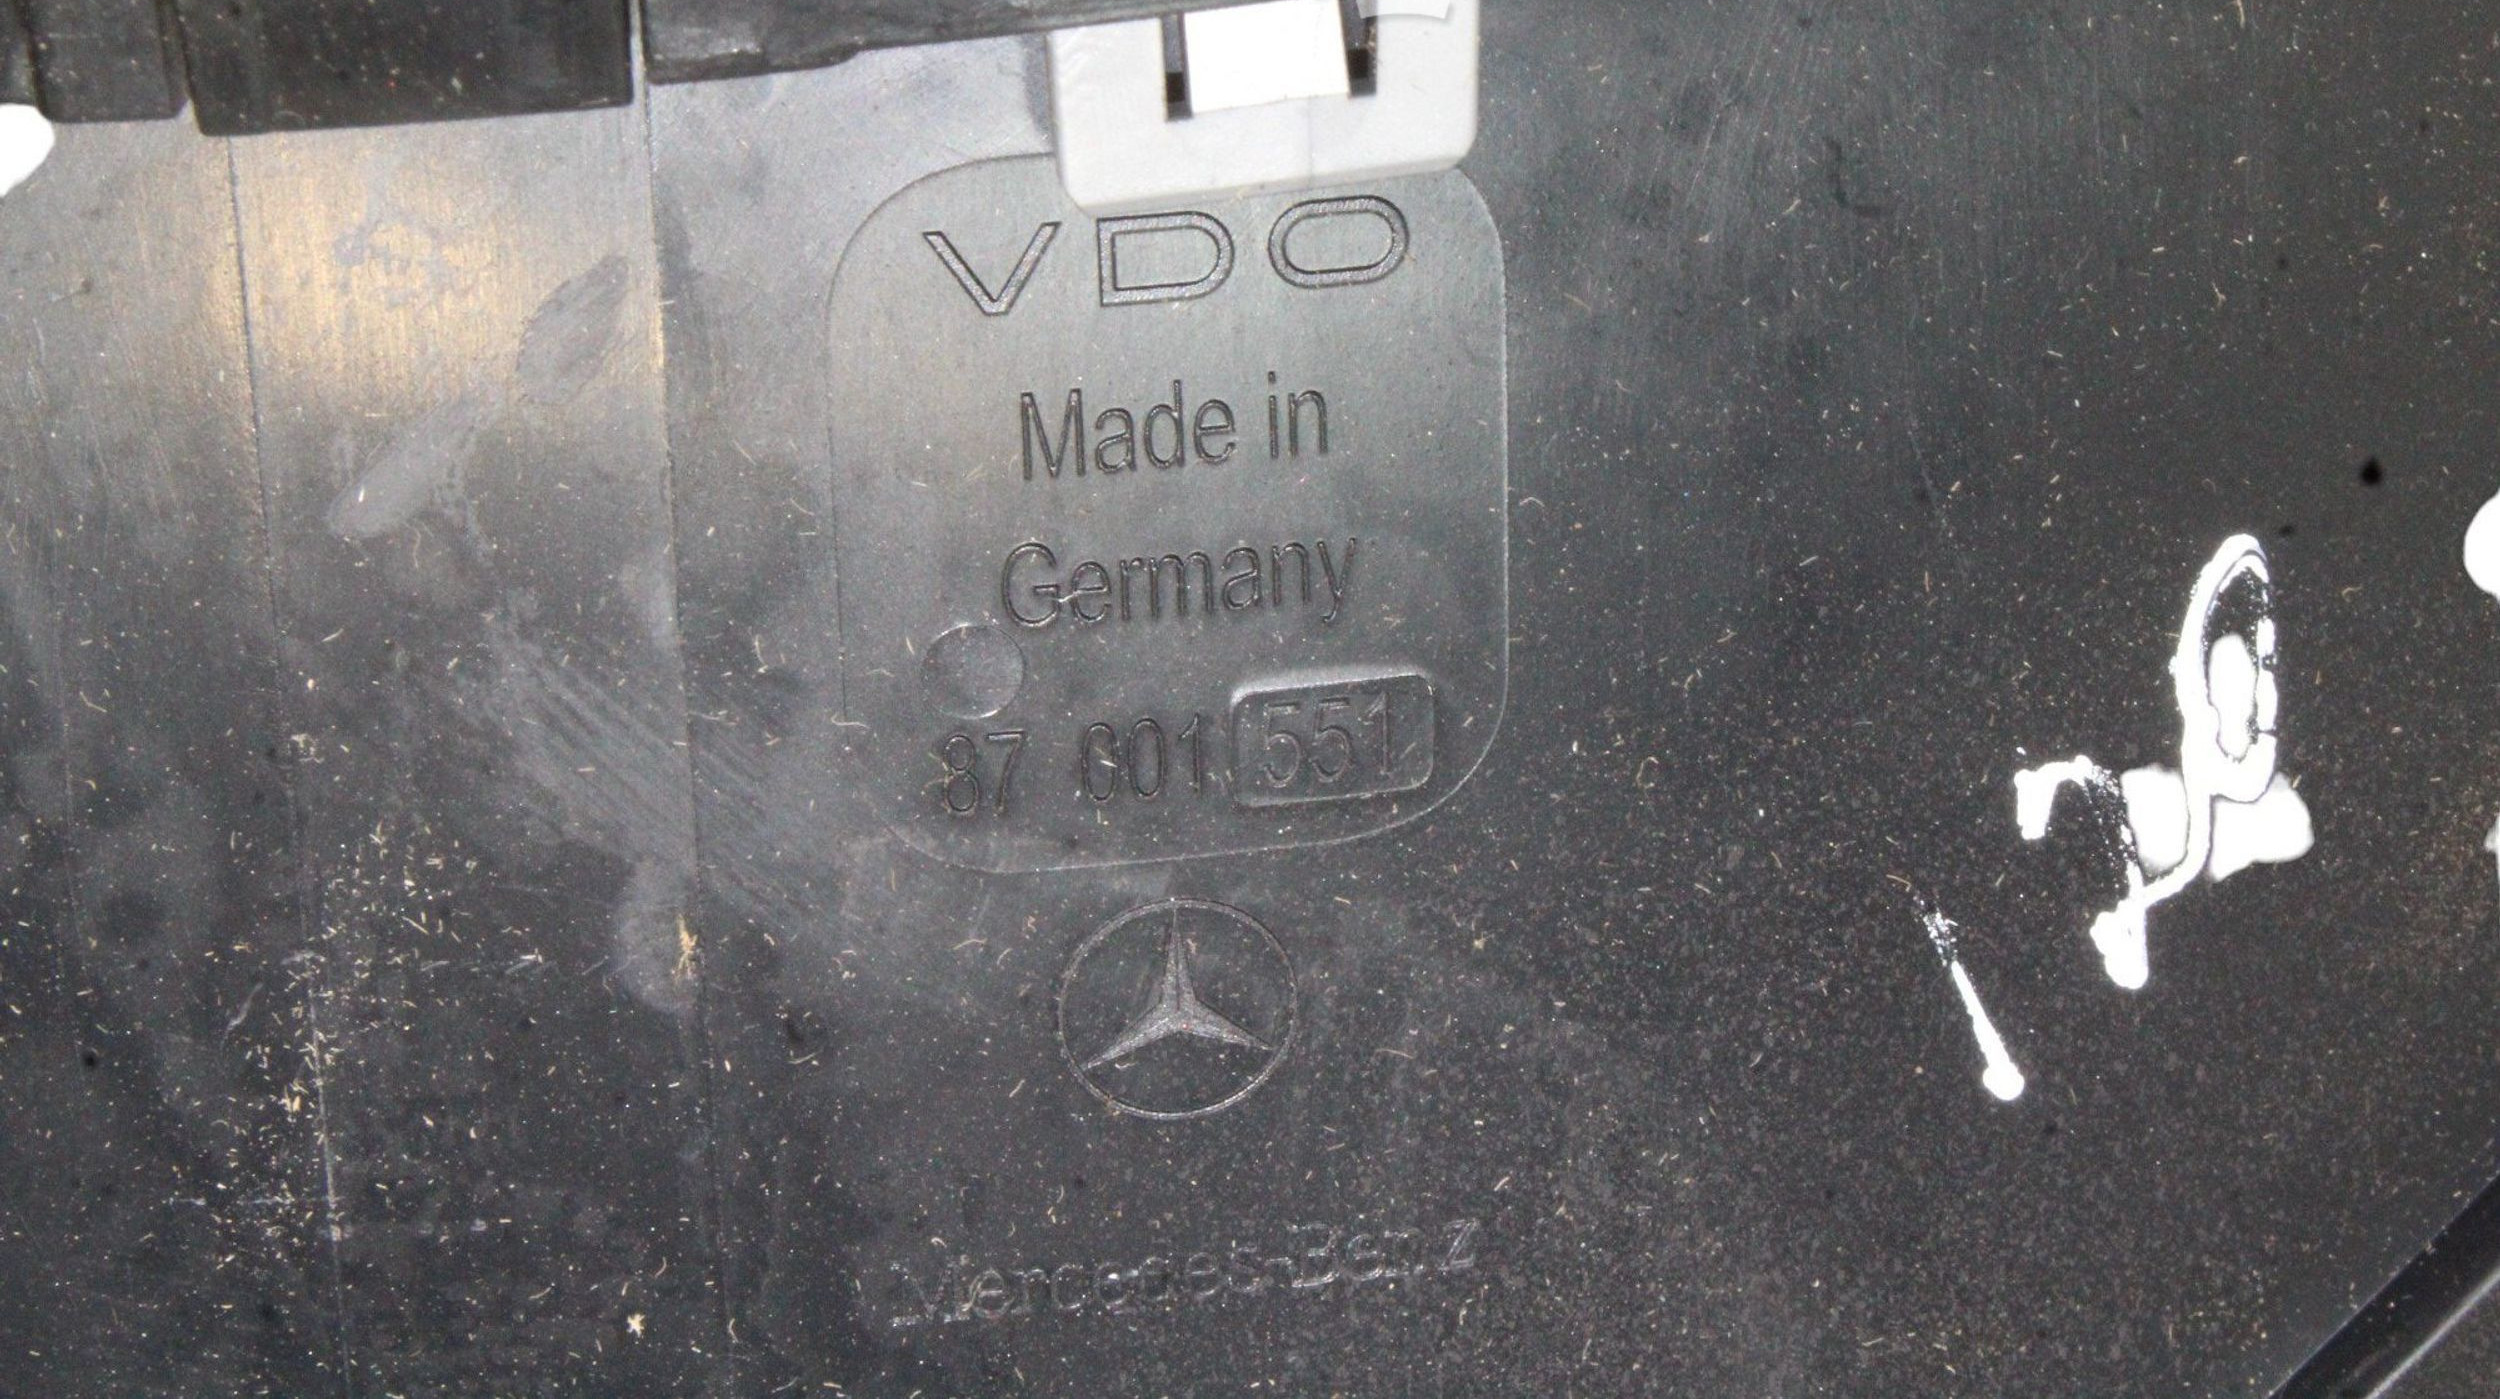 VDO
Made in
Germany
87 001 551
Mercedes-Benz